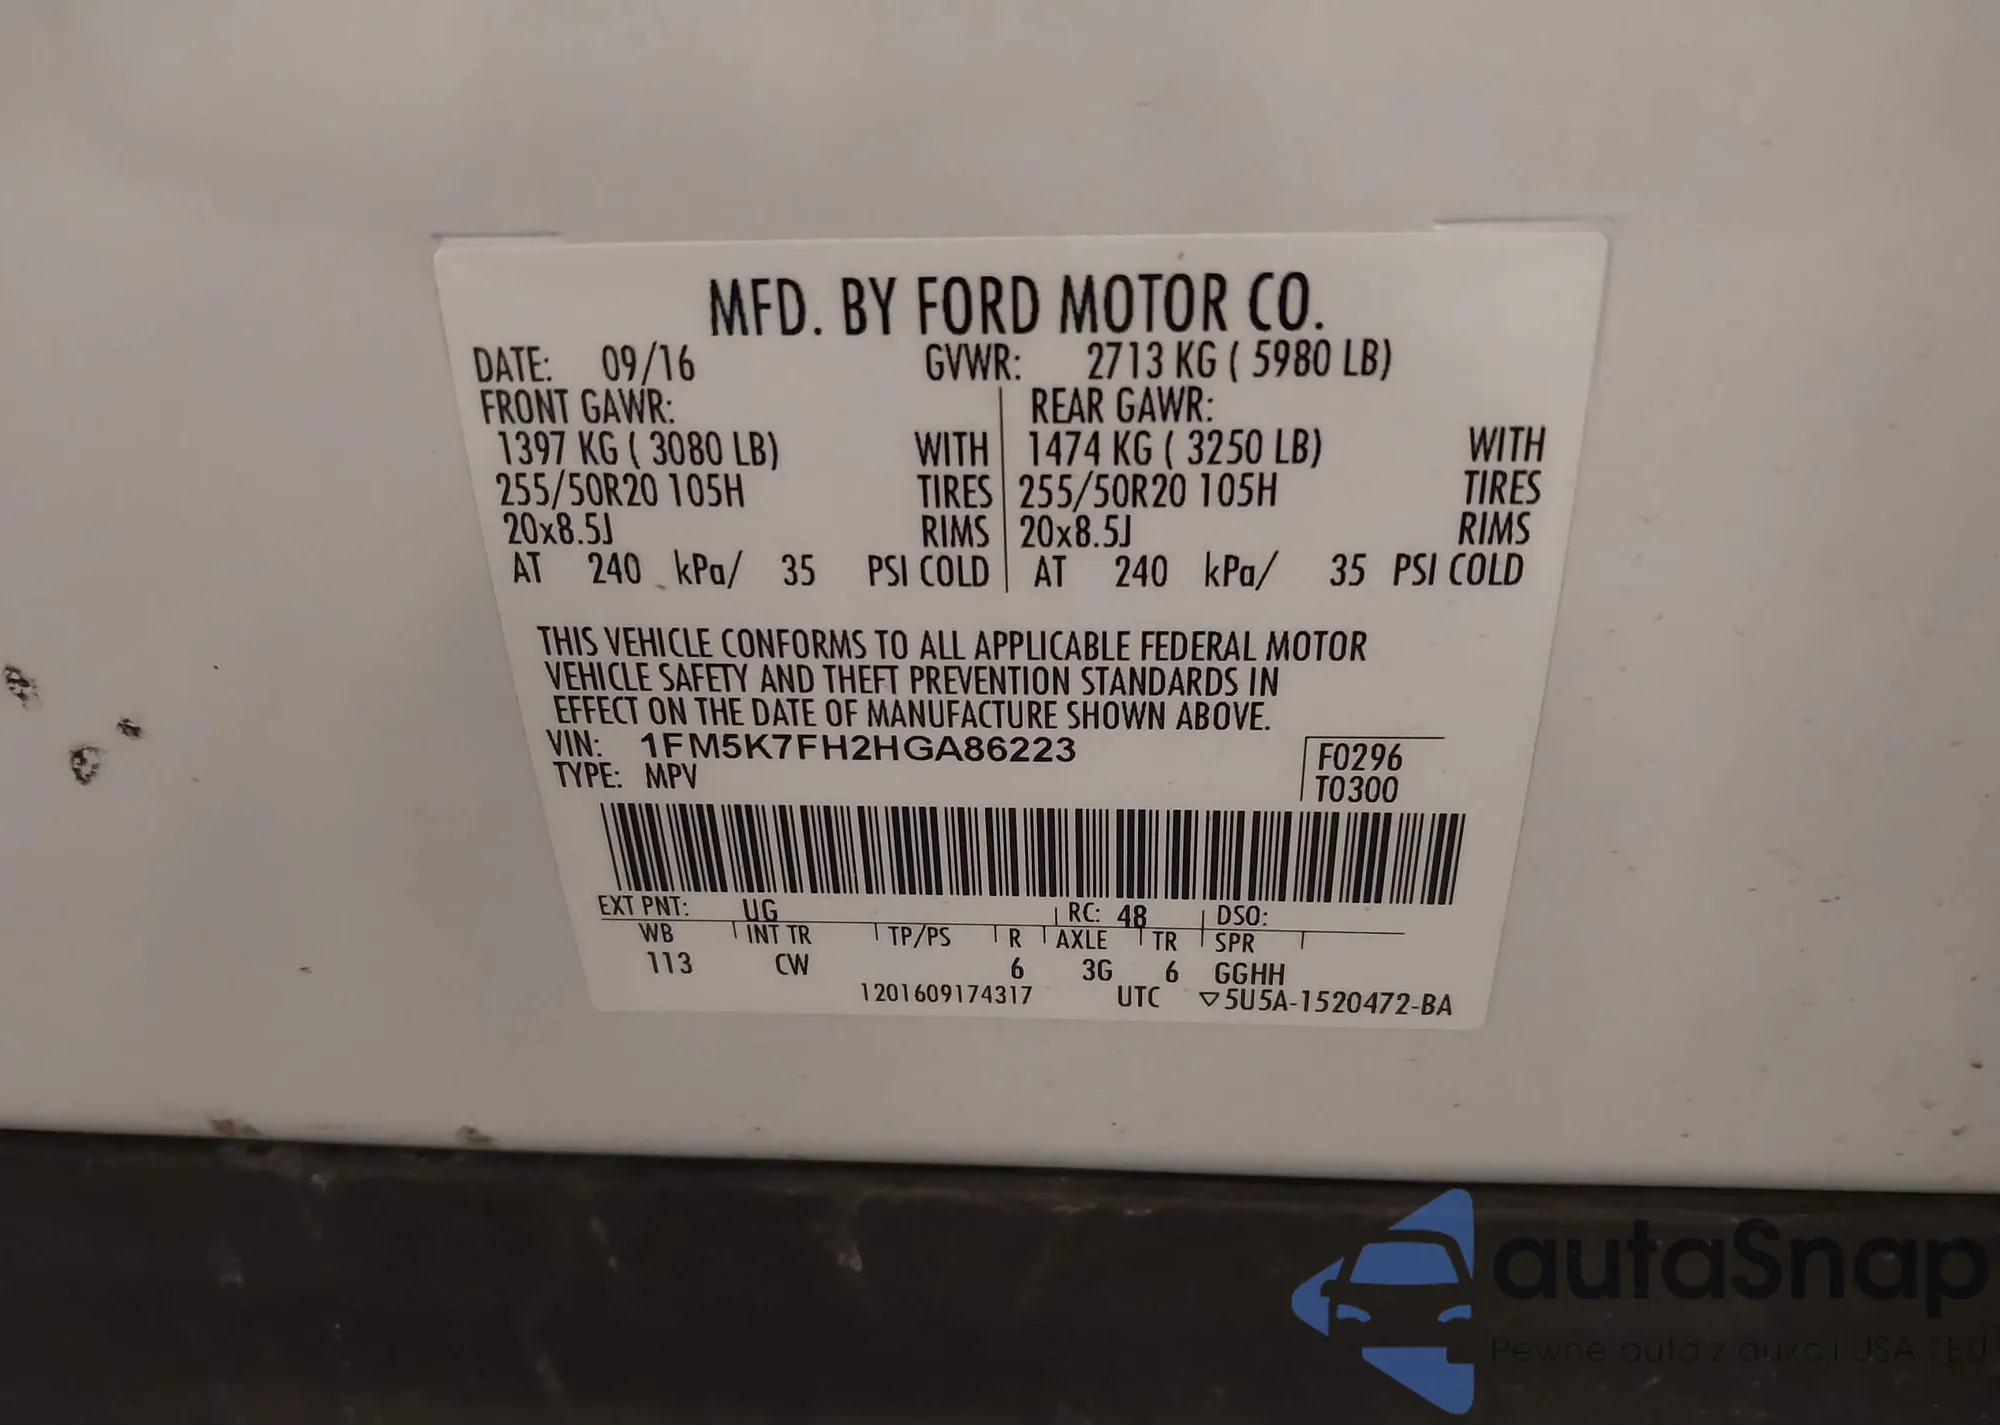 MFD. BY FORD MOTOR CO.
DATE: 09/16 GVWR: 2713 KG ( 5980 LB)
FRONT GAWR: REAR GAWR:
1397 KG ( 3080 LB) WITH 1474 KG ( 3250 LB) WITH
255/50R20 105H TIRES 255/50R20 105H TIRES
20x8.5J RIMS 20x8.5J RIMS
AT 240 kPa/ 35 PSI COLD AT 240 kPa/ 35 PSI COLD
THIS VEHICLE CONFORMS TO ALL APPLICABLE FEDERAL MOTOR
VEHICLE SAFETY AND THEFT PREVENTION STANDARDS IN
EFFECT ON THE DATE OF MANUFACTURE SHOWN ABOVE.
VIN: 1FM5K7FH2HGA86223 F0296
TYPE: MPV T0300
EXT PNT: UG RC: 48 DSO:
WB INT TR TP/PS R AXLE TR SPR
113 CW 6 3G 6 GGHH
1201609174317 UTC ▽5U5A-1520472-BA
autaSnap
Pewne auta z aukcji USA i EU